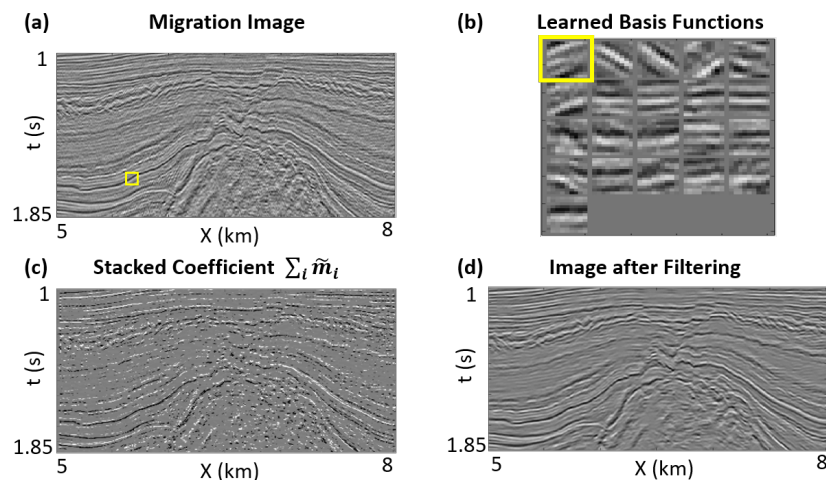 (a) Migration Image
1
t (s)
1.85
5 X (km) 8
(b) Learned Basis Functions
(c) Stacked Coefficient ∑ᵢ m̃ᵢ
1
t (s)
1.85
5 X (km) 8
(d) Image after Filtering
1
t (s)
1.85
5 X (km) 8